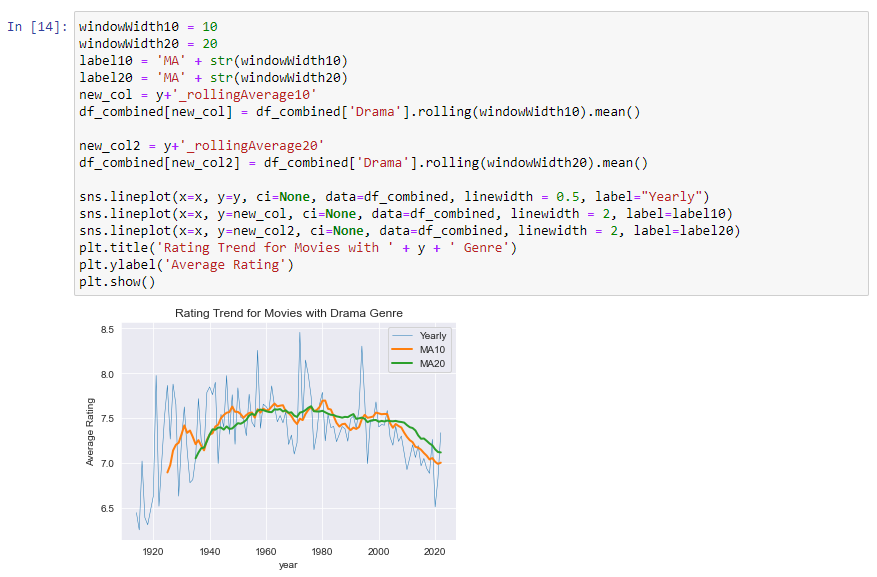 In [14]:
windowWidth10 = 10
windowWidth20 = 20
label10 = 'MA' + str(windowWidth10)
label20 = 'MA' + str(windowWidth20)
new_col = y+'_rollingAverage10'
df_combined[new_col] = df_combined['Drama'].rolling(windowWidth10).mean()
new_col2 = y+'_rollingAverage20'
df_combined[new_col2] = df_combined['Drama'].rolling(windowWidth20).mean()
sns.lineplot(x=x, y=y, ci=None, data=df_combined, linewidth = 0.5, label="Yearly")
sns.lineplot(x=x, y=new_col, ci=None, data=df_combined, linewidth = 2, label=label10)
sns.lineplot(x=x, y=new_col2, ci=None, data=df_combined, linewidth = 2, label=label20)
plt.title('Rating Trend for Movies with ' + y + ' Genre')
plt.ylabel('Average Rating')
plt.show()
Rating Trend for Movies with Drama Genre
Yearly
MA10
MA20
Average Rating
8.5
8.0
7.5
7.0
6.5
1920 1940 1960 1980 2000 2020
year